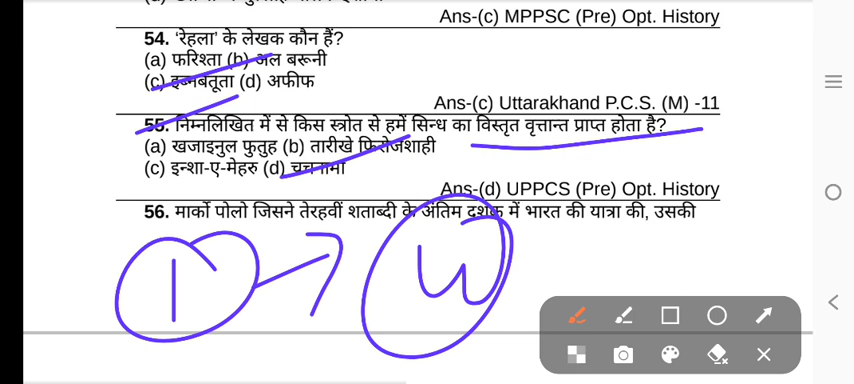 Ans-(c) MPPSC (Pre) Opt. History
54. 'रेहला' के लेखक कौन हैं?
(a) फरिश्ता (b) अल बरूनी
(c) इब्नबतूता (d) अफीफ
Ans-(c) Uttarakhand P.C.S. (M) -11
55. निम्नलिखित में से किस स्त्रोत से हमें सिन्ध का विस्तृत वृत्तान्त प्राप्त होता है?
(a) खजाइनुल फुतुह (b) तारीखे फिरोजशाही
(c) इन्शा-ए-मेहरु (d) चचनामा
Ans-(d) UPPCS (Pre) Opt. History
56. मार्को पोलो जिसने तेरहवीं शताब्दी के अंतिम दशक में भारत की यात्रा की, उसकी